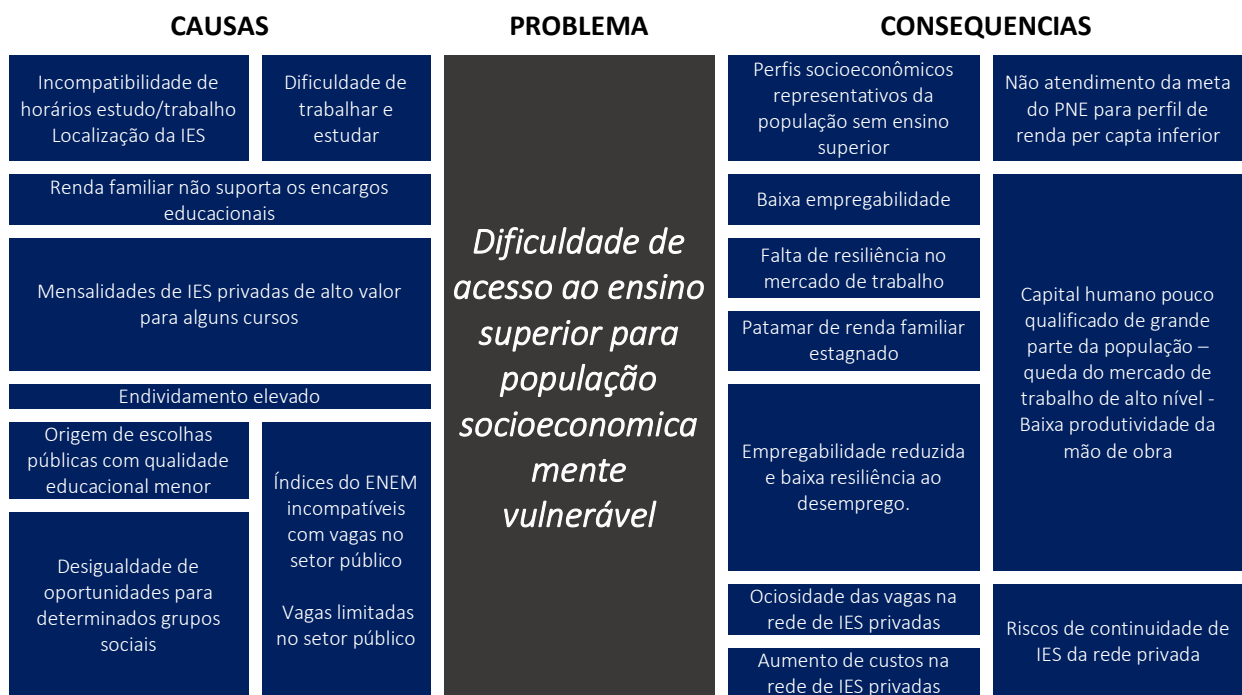 CAUSAS
PROBLEMA
CONSEQUENCIAS
Incompatibilidade de
horários estudo/trabalho
Localização da IES
Dificuldade de
trabalhar e
estudar
Renda familiar não suporta os encargos
educacionais
Mensalidades de IES privadas de alto valor
para alguns cursos
Endividamento elevado
Origem de escolhas
públicas com qualidade
educacional menor
Desigualdade de
oportunidades para
determinados grupos
sociais
Índices do ENEM
incompatíveis
com vagas no
setor público
Vagas limitadas
no setor público
Dificuldade de
acesso ao ensino
superior para
população
socioeconomica
mente
vulnerável
Perfis socioeconômicos
representativos da
população sem ensino
superior
Baixa empregabilidade
Falta de resiliência no
mercado de trabalho
Patamar de renda familiar
estagnado
Empregabilidade reduzida
e baixa resiliência ao
desemprego.
Ociosidade das vagas na
rede de IES privadas
Aumento de custos na
rede de IES privadas
Não atendimento da meta
do PNE para perfil de
renda per capta inferior
Capital humano pouco
qualificado de grande
parte da população –
queda do mercado de
trabalho de alto nível -
Baixa produtividade da
mão de obra
Riscos de continuidade de
IES da rede privada